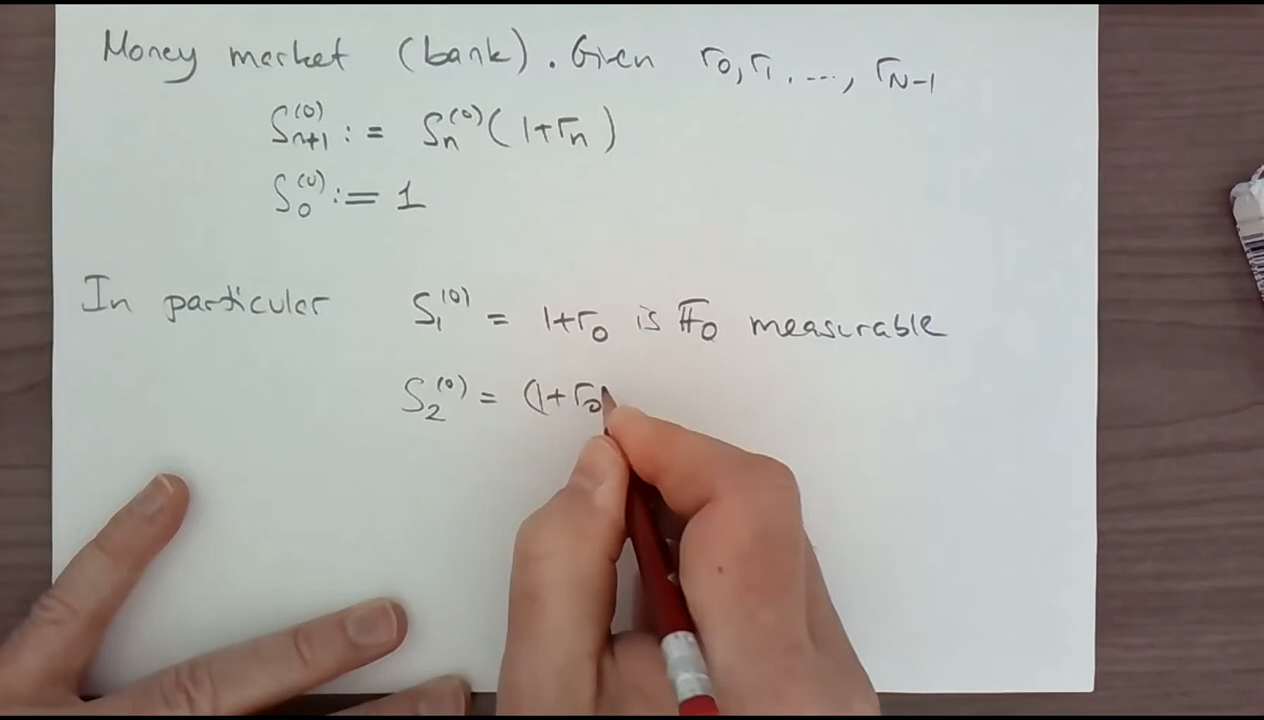 Money market (bank). Given r₀, r₁, ..., r_N-1
S_{n+1}^{(0)} := S_n^{(0)} (1+r_n)
S_0^{(0)} := 1
In particular S_1^{(0)} = 1+r₀ is F₀ measurable
S_2^{(0)} = (1+r₀